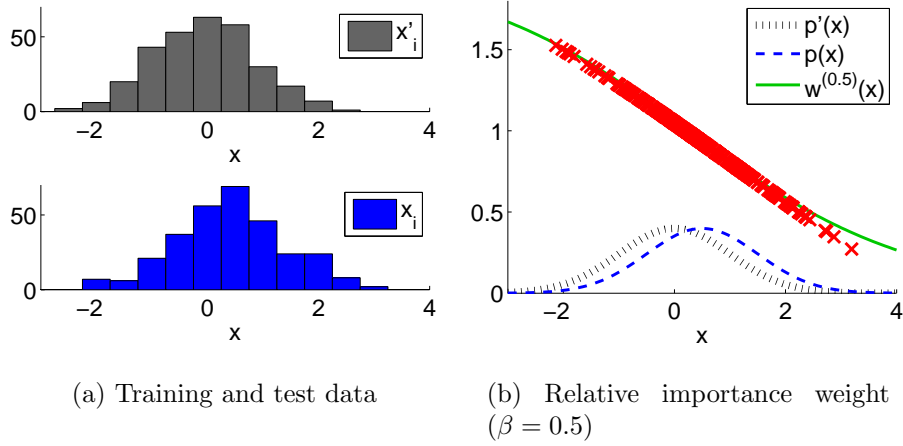 50
0
−2
0
2
4
x
x'i
50
0
−2
0
2
4
x
xi
(a) Training and test data
1.5
1
0.5
0
−2
0
2
4
x
p'(x)
p(x)
w(0.5)(x)
(b) Relative importance weight
(β = 0.5)